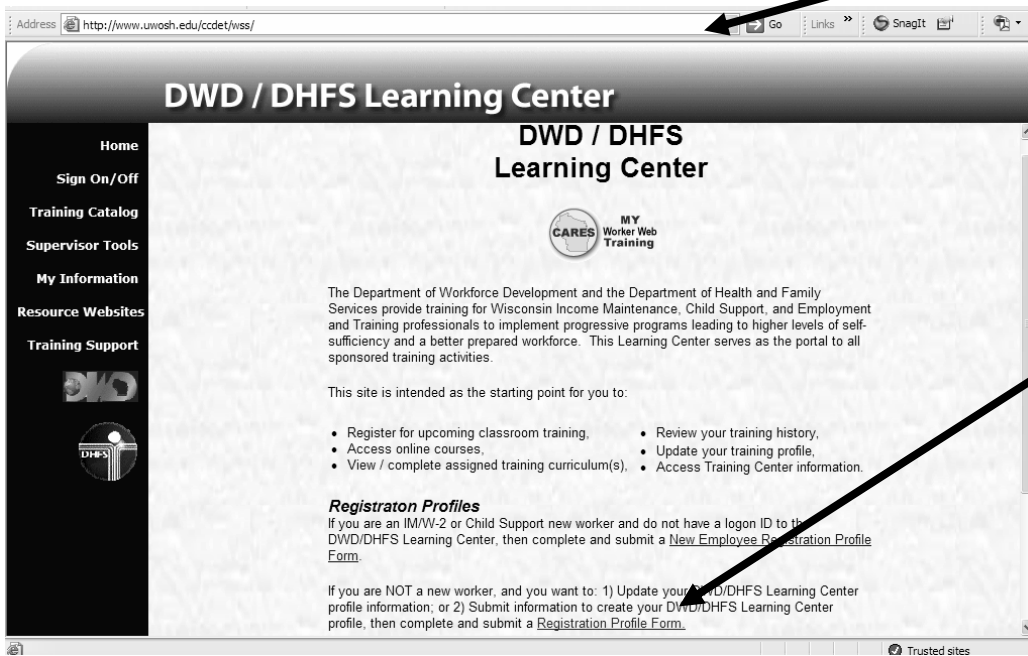 Address http://www.uwosh.edu/ccdet/wss/ Go Links » SnagIt
DWD / DHFS Learning Center
Home
Sign On/Off
Training Catalog
Supervisor Tools
My Information
Resource Websites
Training Support
DWD
DHFS
DWD / DHFS
Learning Center
CARES
MY
Worker Web
Training
The Department of Workforce Development and the Department of Health and Family
Services provide training for Wisconsin Income Maintenance, Child Support, and Employment
and Training professionals to implement progressive programs leading to higher levels of self-
sufficiency and a better prepared workforce. This Learning Center serves as the portal to all
sponsored training activities.
This site is intended as the starting point for you to:
• Register for upcoming classroom training,
• Access online courses,
• View / complete assigned training curriculum(s),
• Review your training history,
• Update your training profile,
• Access Training Center information.
Registraton Profiles
If you are an IM/W-2 or Child Support new worker and do not have a logon ID to the
DWD/DHFS Learning Center, then complete and submit a New Employee Registration Profile
Form.
If you are NOT a new worker, and you want to: 1) Update your DWD/DHFS Learning Center
profile information; or 2) Submit information to create your DWD/DHFS Learning Center
profile, then complete and submit a Registration Profile Form.
Trusted sites